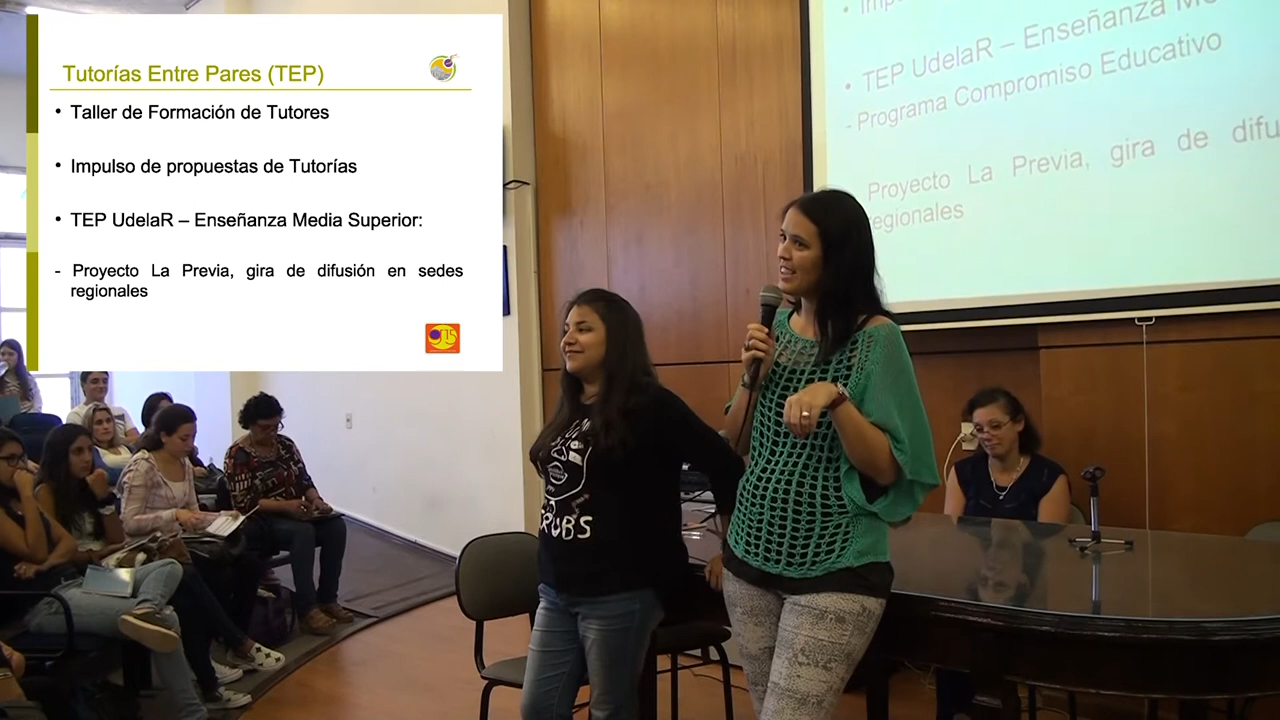 Tutorías Entre Pares (TEP)
• Taller de Formación de Tutores
• Impulso de propuestas de Tutorías
• TEP UdelaR – Enseñanza Media Superior:
- Proyecto La Previa, gira de difusión en sedes
regionales
• TEP UdelaR – Enseñanza
- Programa Compromiso Educativo
Proyecto La Previa, gira de
regionales